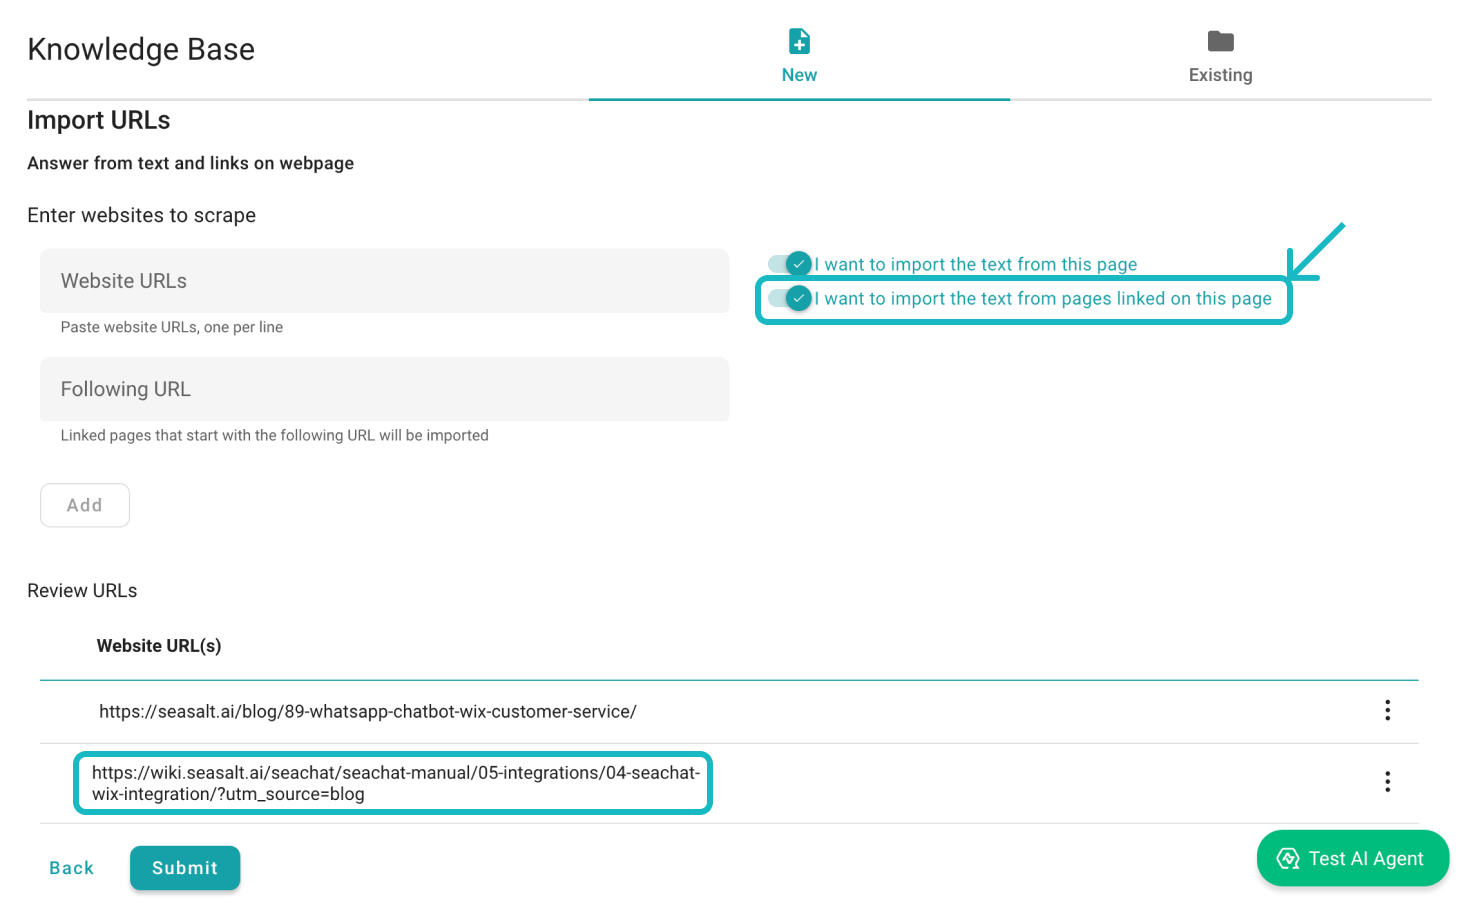 Knowledge Base
New
Existing
Import URLs
Answer from text and links on webpage
Enter websites to scrape
Website URLs
Paste website URLs, one per line
I want to import the text from this page
I want to import the text from pages linked on this page
Following URL
Linked pages that start with the following URL will be imported
Add
Review URLs
Website URL(s)
https://seasalt.ai/blog/89-whatsapp-chatbot-wix-customer-service/
https://wiki.seasalt.ai/seachat/seachat-manual/05-integrations/04-seachat-
wix-integration/?utm_source=blog
Back
Submit
Test AI Agent